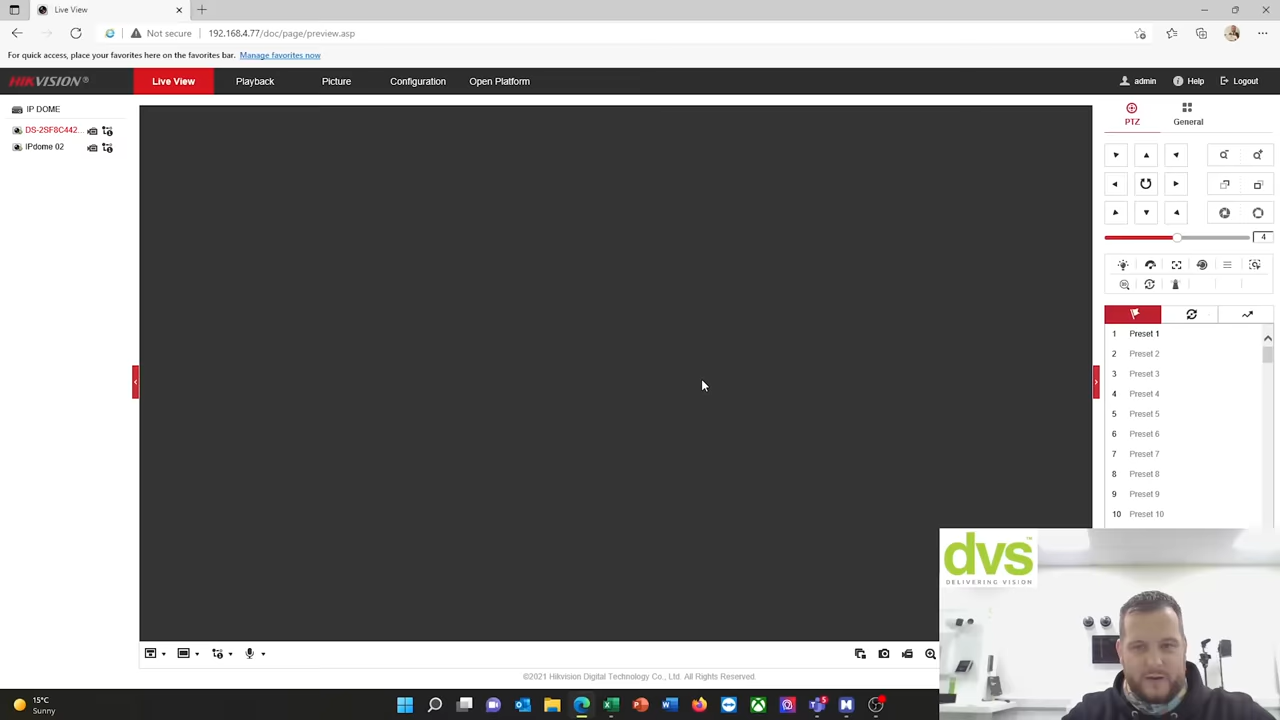 Live View
Not secure
192.168.4.77/doc/page/preview.asp
For quick access, place your favorites here on the favorites bar. Manage favorites now
HIKVISION®
Live View
Playback
Picture
Configuration
Open Platform
admin
Help
Logout
IP DOME
DS-2SF8C442...
IPdome 02
PTZ
General
4
1 Preset 1
2 Preset 2
3 Preset 3
4 Preset 4
5 Preset 5
6 Preset 6
7 Preset 7
8 Preset 8
9 Preset 9
10 Preset 10
dvs™
DELIVERING VISION
©2021 Hikvision Digital Technology Co., Ltd. All Rights Reserved.
15°C
Sunny
5